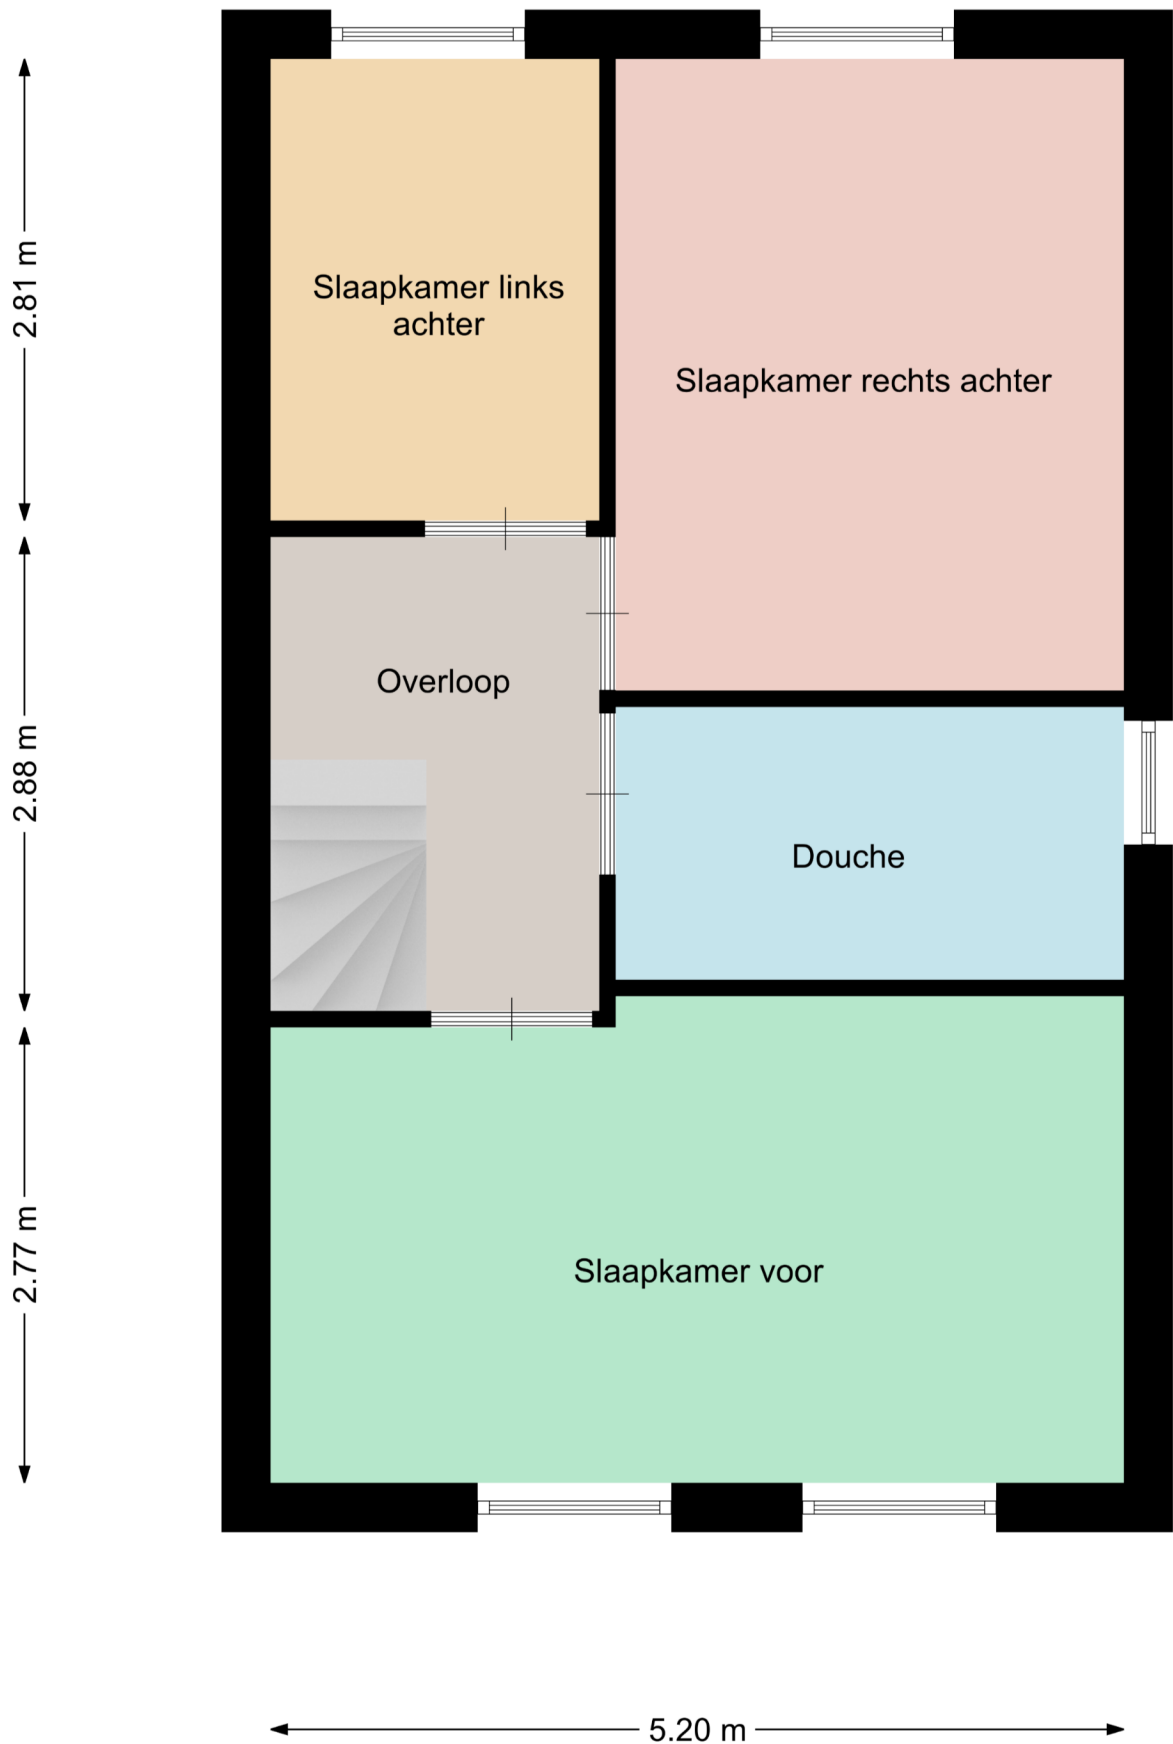 2.81 m
Slaapkamer links
achter
Slaapkamer rechts achter
Overloop
2.88 m
Douche
2.77 m
Slaapkamer voor
5.20 m